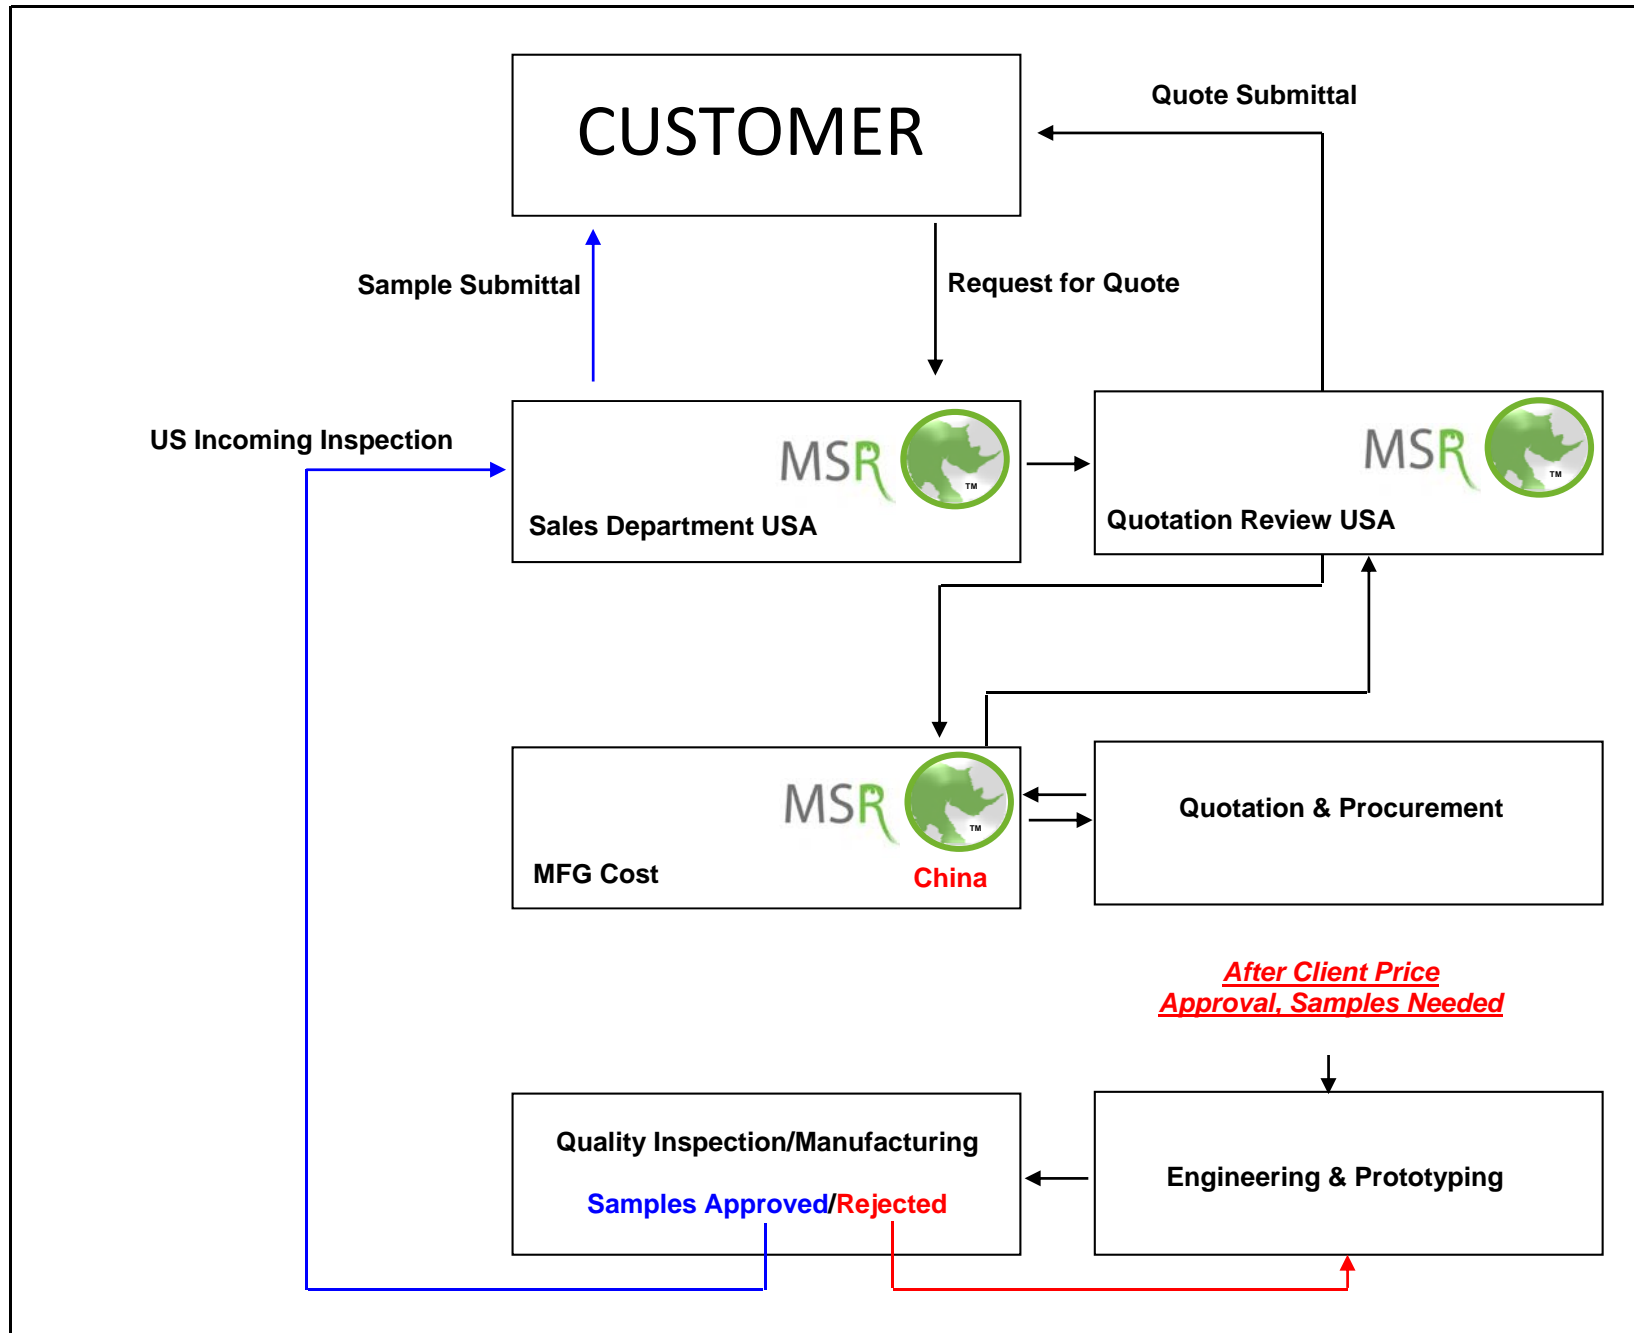 CUSTOMER
Quote Submittal
Sample Submittal
Request for Quote
US Incoming Inspection
MSR
TM
Sales Department USA
MSR
TM
Quotation Review USA
MSR
TM
MFG Cost
China
Quotation & Procurement
After Client Price
Approval, Samples Needed
Quality Inspection/Manufacturing
Samples Approved/Rejected
Engineering & Prototyping